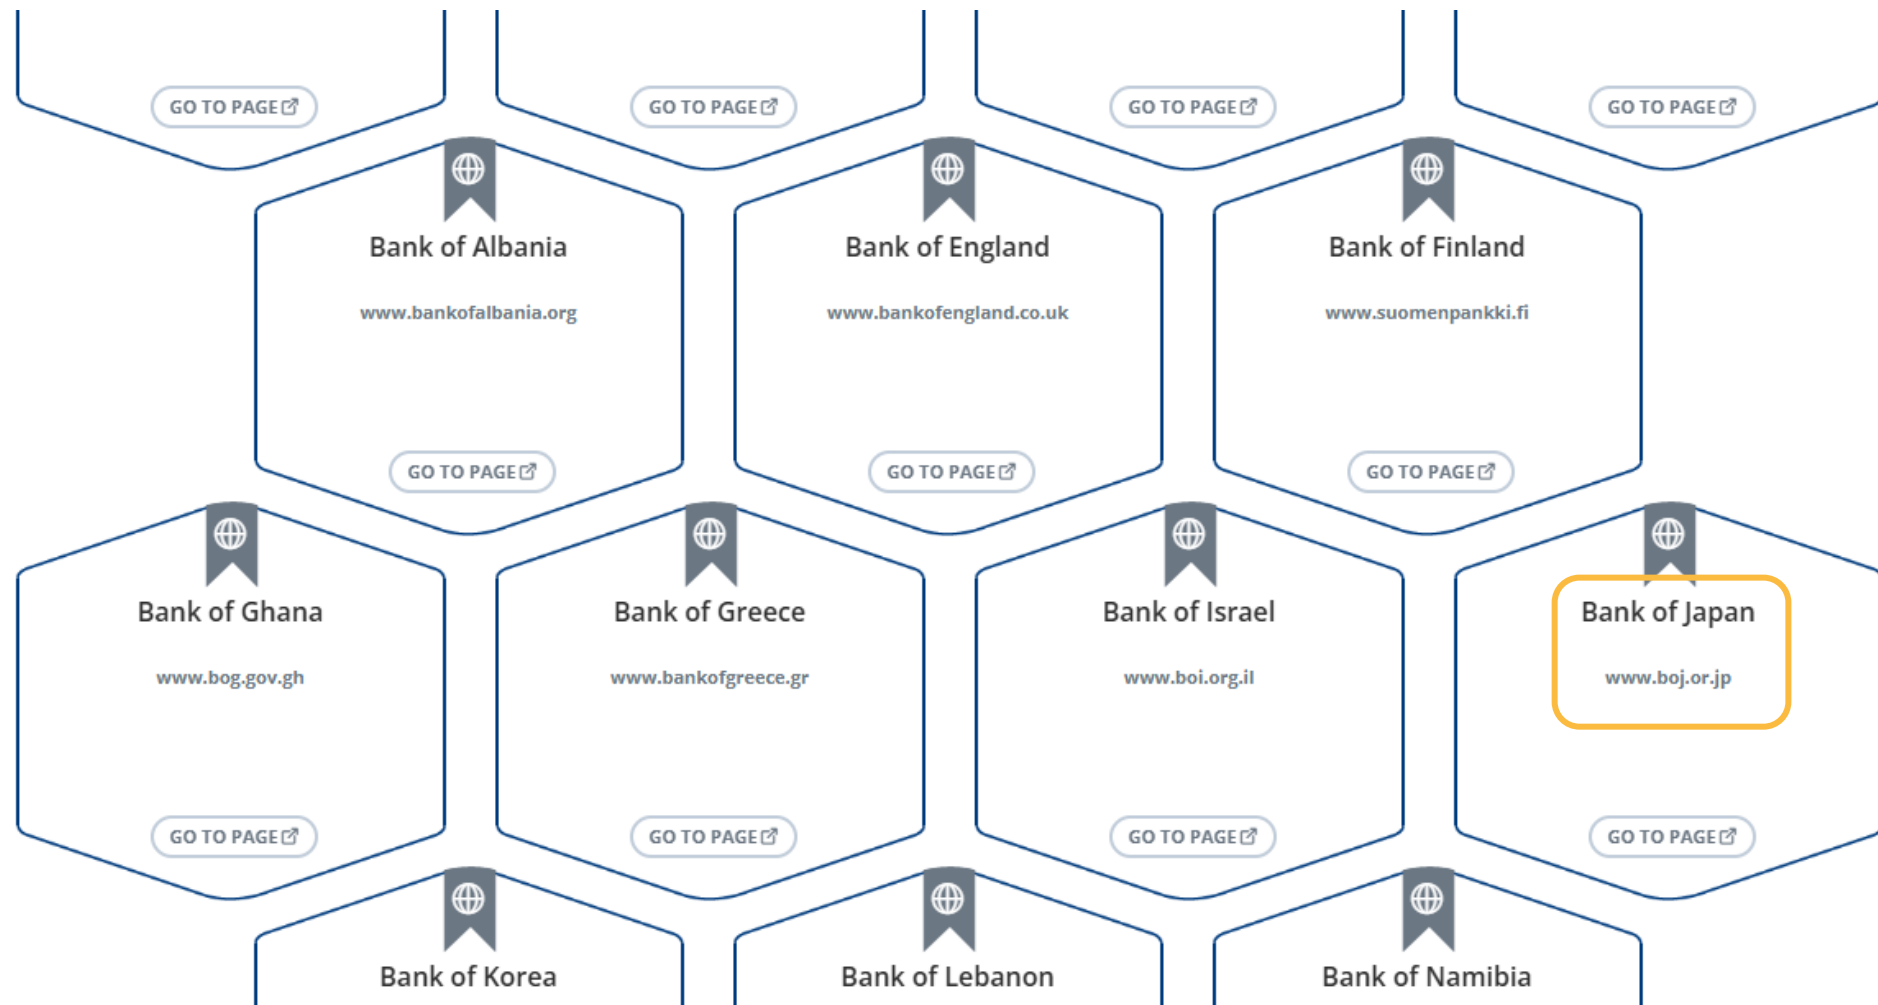 GO TO PAGE
GO TO PAGE
GO TO PAGE
GO TO PAGE
Bank of Albania
www.bankofalbania.org
GO TO PAGE
Bank of England
www.bankofengland.co.uk
GO TO PAGE
Bank of Finland
www.suomenpankki.fi
GO TO PAGE
Bank of Ghana
www.bog.gov.gh
GO TO PAGE
Bank of Greece
www.bankofgreece.gr
GO TO PAGE
Bank of Israel
www.boi.org.il
GO TO PAGE
Bank of Japan
www.boj.or.jp
GO TO PAGE
Bank of Korea
Bank of Lebanon
Bank of Namibia